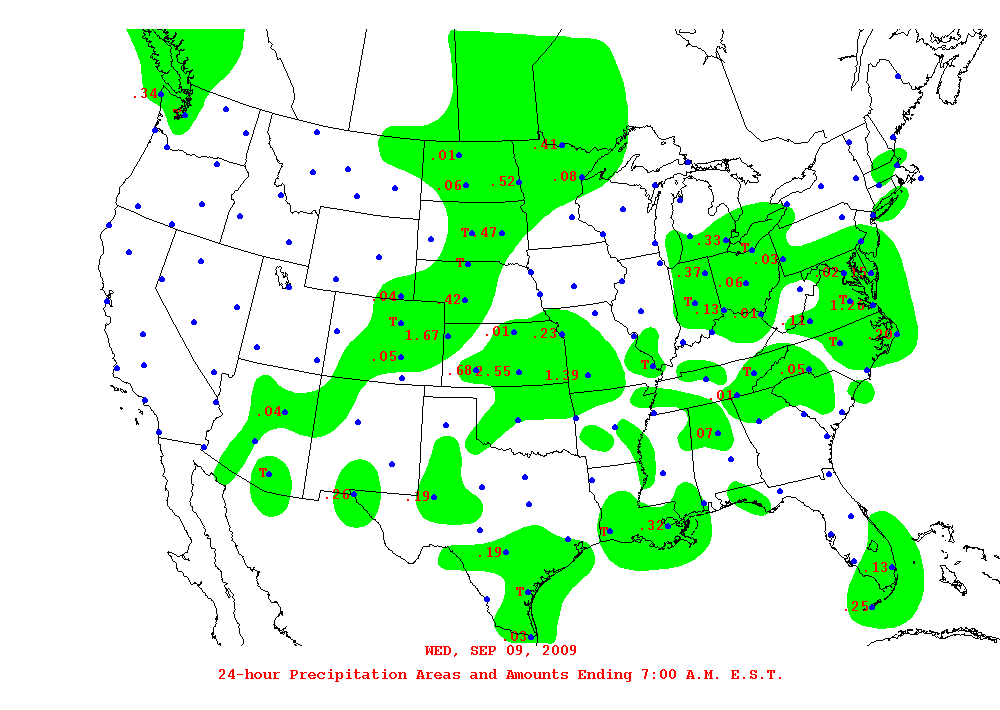 .34
.41
.01
.06 .52 .08
T .47
.33
T
T .03
.37 .02
.06
.04 .42 T T
.13 .01 1.26
T .11
1.67 .01 .23
T
.05 T
.68 2.55 1.39 T .05
.01
.04
.07
T
.26 .19
.32
T
.19
.13
T
.25
.03
WED, SEP 09, 2009
24-hour Precipitation Areas and Amounts Ending 7:00 A.M. E.S.T.